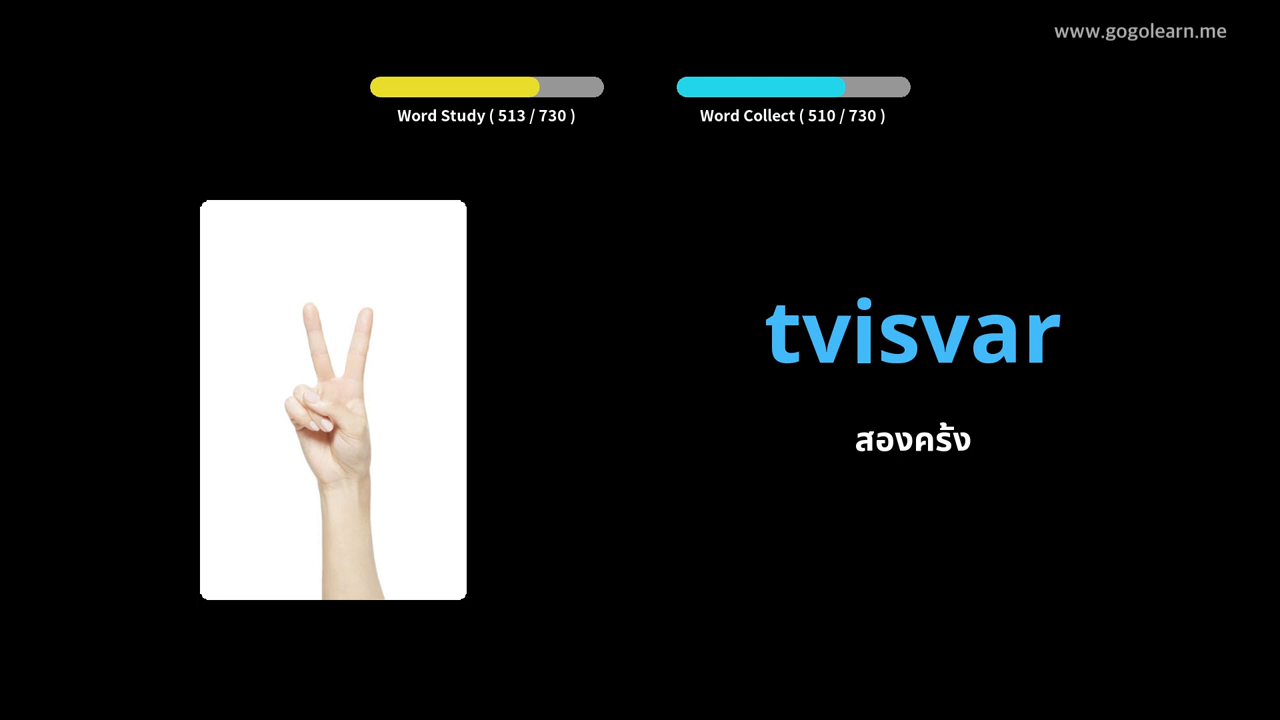 www.gogolearn.me
Word Study ( 513 / 730 )
Word Collect ( 510 / 730 )
tvisvar
สองครั้ง